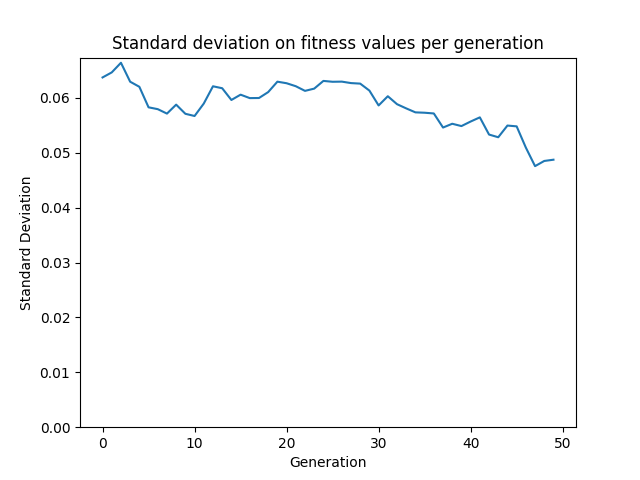 Standard deviation on fitness values per generation
0.06
0.05
0.04
0.03
0.02
0.01
0.00
Standard Deviation
0 10 20 30 40 50
Generation